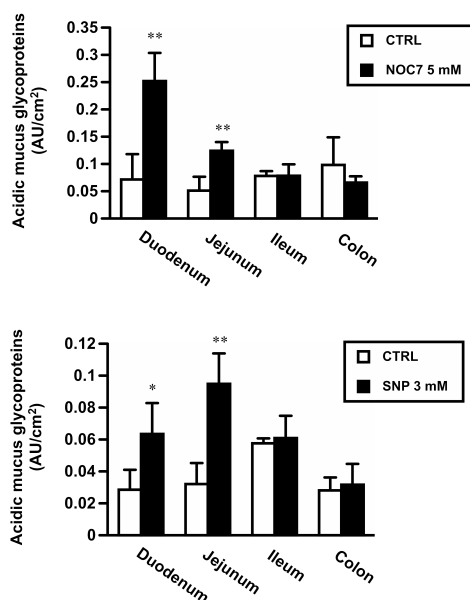 Acidic mucus glycoproteins
(AU/cm²)
0.35
0.3
0.25
0.2
0.15
0.1
0.05
0
**
**
CTRL
NOC7 5 mM
Duodenum
Jejunum
Ileum
Colon
Acidic mucus glycoproteins
(AU/cm²)
0.12
0.1
0.08
0.06
0.04
0.02
0
*
**
CTRL
SNP 3 mM
Duodenum
Jejunum
Ileum
Colon